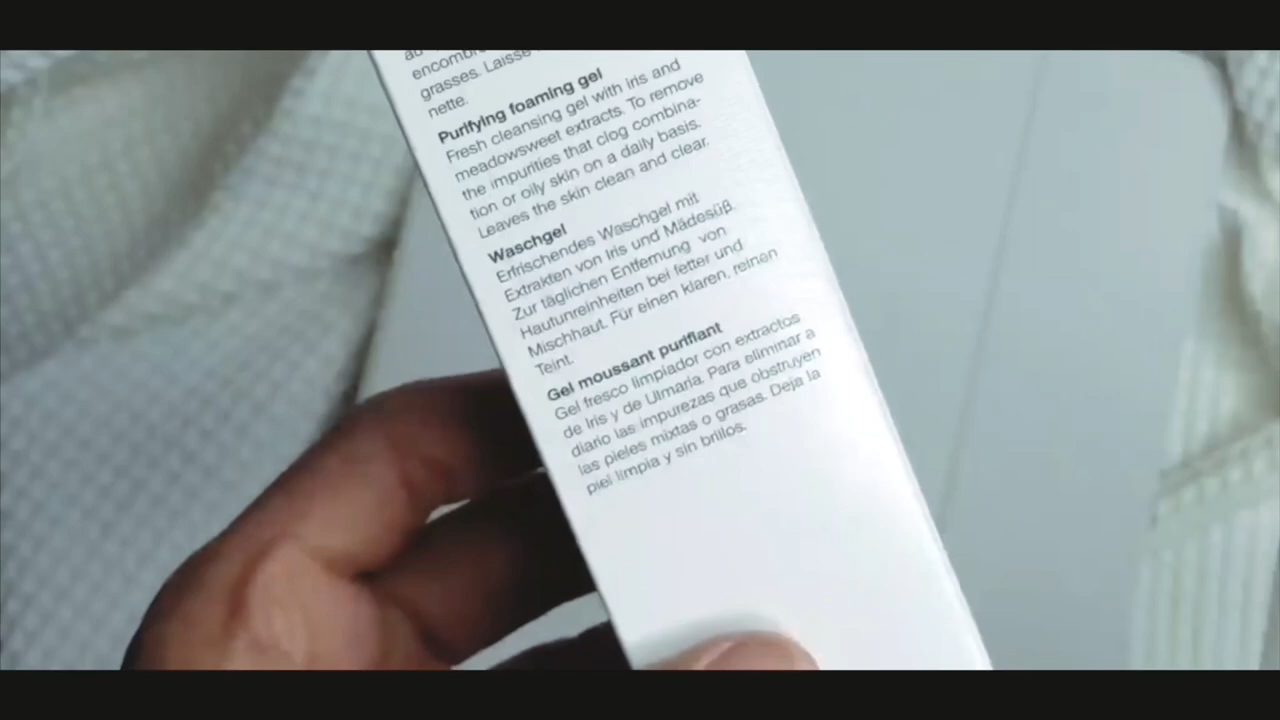 au
encombre
grasses. Laisse
nette.
Purifying foaming gel
Fresh cleansing gel with iris and
meadowsweet extracts. To remove
the impurities that clog combina-
tion or oily skin on a daily basis.
Leaves the skin clean and clear.
Waschgel
Erfrischendes Waschgel mit
Extrakten von Iris und Mädesüß.
Zur täglichen Entfernung von
Hautunreinheiten bei fetter und
Mischhaut. Für einen klaren, reinen
Teint.
Gel moussant purifiant
Gel fresco limpiador con extractos
de Iris y de Ulmaria. Para eliminar a
diario las impurezas que obstruyen
las pieles mixtas o grasas. Deja la
piel limpia y sin brillos.